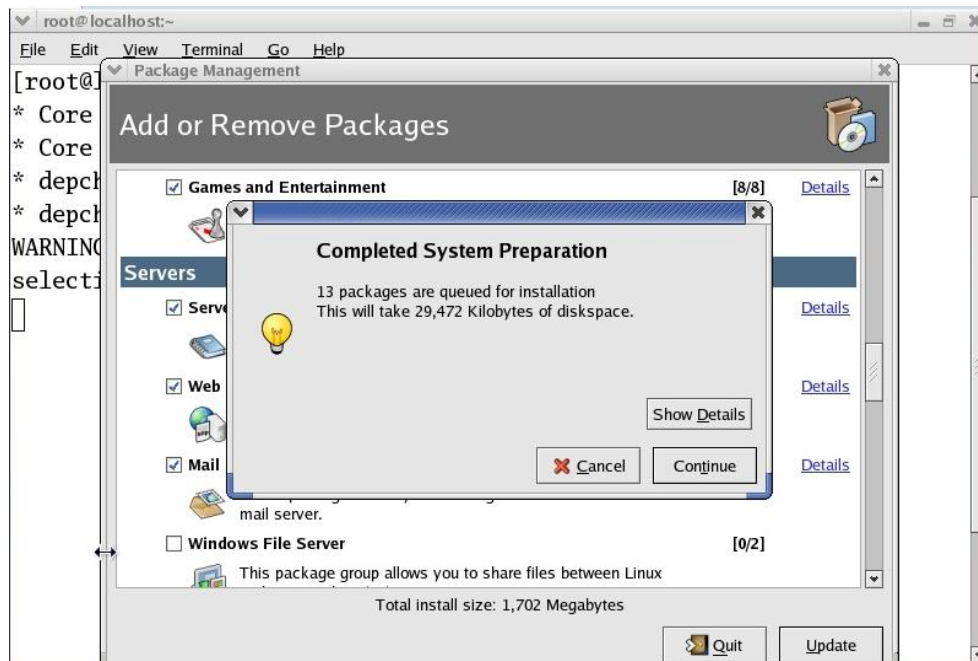 root@localhost:~
File Edit View Terminal Go Help
[root@
* Core
* Core
* depch
* depch
WARNING
selecti
Package Management
Add or Remove Packages
Games and Entertainment [8/8] Details
Completed System Preparation
13 packages are queued for installation
This will take 29,472 Kilobytes of diskspace.
Show Details
Cancel Continue
Servers
Serve Details
Web Details
Mail Details
mail server.
Windows File Server [0/2]
This package group allows you to share files between Linux
Total install size: 1,702 Megabytes
Quit Update